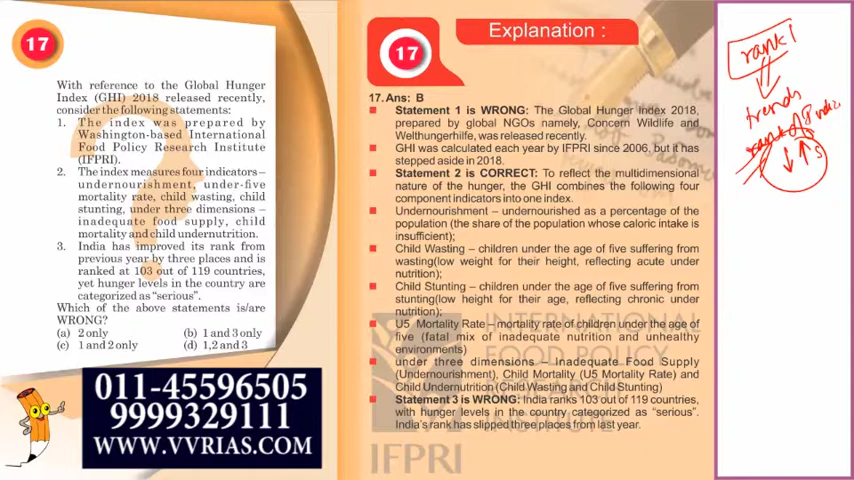 17
With reference to the Global Hunger
Index (GHI) 2018 released recently,
consider the following statements:
1. The index was prepared by
Washington-based International
Food Policy Research Institute
(IFPRI).
2. The index measures four indicators–
undernourishment, under-five
mortality rate, child wasting, child
stunting, under three dimensions –
inadequate food supply, child
mortality and child undernutrition.
3. India has improved its rank from
previous year by three places and is
ranked at 103 out of 119 countries,
yet hunger levels in the country are
categorized as "serious".
Which of the above statements is/are
WRONG?
(a) 2 only (b) 1 and 3 only
(c) 1 and 2 only (d) 1,2 and 3
011-45596505
9999329111
WWW.VVRIAS.COM
17
Explanation :
17. Ans: B
Statement 1 is WRONG: The Global Hunger Index 2018,
prepared by global NGOs namely, Concern Wildlife and
Welthungerhilfe, was released recently.
GHI was calculated each year by IFPRI since 2006, but it has
stepped aside in 2018.
Statement 2 is CORRECT: To reflect the multidimensional
nature of the hunger, the GHI combines the following four
component indicators into one index.
Undernourishment – undernourished as a percentage of the
population (the share of the population whose caloric intake is
insufficient);
Child Wasting – children under the age of five suffering from
wasting(low weight for their height, reflecting acute under
nutrition);
Child Stunting – children under the age of five suffering from
stunting(low height for their age, reflecting chronic under
nutrition);
U5 Mortality Rate – mortality rate of children under the age of
five (fatal mix of inadequate nutrition and unhealthy
environments)
under three dimensions – Inadequate Food Supply
(Undernourishment), Child Mortality (U5 Mortality Rate) and
Child Undernutrition (Child Wasting and Child Stunting)
Statement 3 is WRONG: India ranks 103 out of 119 countries,
with hunger levels in the country categorized as "serious".
India's rank has slipped three places from last year.
INTERNATIONAL
FOOD POLICY
RESEARCH
INSTITUTE
IFPRI
rank 1
trends
rank of India